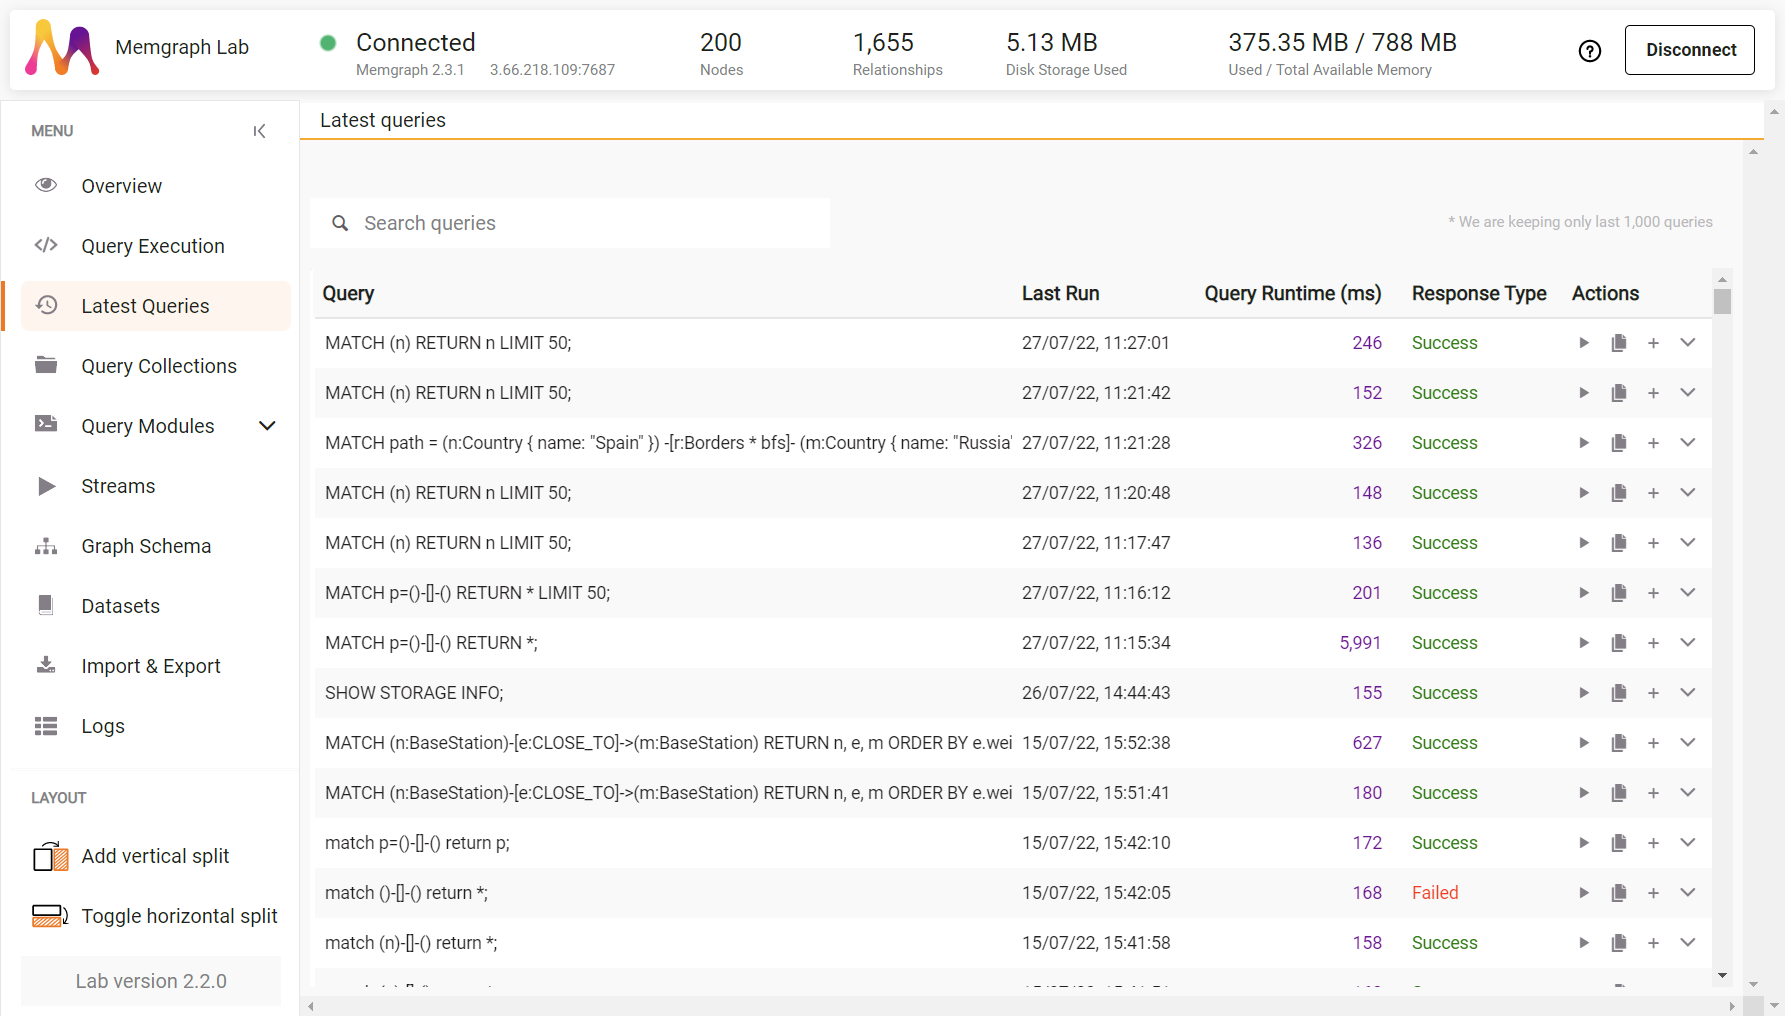 Memgraph Lab
Connected
Memgraph 2.3.1 3.66.218.109:7687
200
Nodes
1,655
Relationships
5.13 MB
Disk Storage Used
375.35 MB / 788 MB
Used / Total Available Memory
Disconnect
MENU
Overview
Query Execution
Latest Queries
Query Collections
Query Modules
Streams
Graph Schema
Datasets
Import & Export
Logs
LAYOUT
Add vertical split
Toggle horizontal split
Lab version 2.2.0
Latest queries
Search queries
* We are keeping only last 1,000 queries
Query Last Run Query Runtime (ms) Response Type Actions
MATCH (n) RETURN n LIMIT 50; 27/07/22, 11:27:01 246 Success
MATCH (n) RETURN n LIMIT 50; 27/07/22, 11:21:42 152 Success
MATCH path = (n:Country { name: "Spain" }) -[r:Borders * bfs]- (m:Country { name: "Russia" 27/07/22, 11:21:28 326 Success
MATCH (n) RETURN n LIMIT 50; 27/07/22, 11:20:48 148 Success
MATCH (n) RETURN n LIMIT 50; 27/07/22, 11:17:47 136 Success
MATCH p=()-[]-() RETURN * LIMIT 50; 27/07/22, 11:16:12 201 Success
MATCH p=()-[]-() RETURN *; 27/07/22, 11:15:34 5,991 Success
SHOW STORAGE INFO; 26/07/22, 14:44:43 155 Success
MATCH (n:BaseStation)-[e:CLOSE_TO]->(m:BaseStation) RETURN n, e, m ORDER BY e.wei 15/07/22, 15:52:38 627 Success
MATCH (n:BaseStation)-[e:CLOSE_TO]->(m:BaseStation) RETURN n, e, m ORDER BY e.wei 15/07/22, 15:51:41 180 Success
match p=()-[]-() return p; 15/07/22, 15:42:10 172 Success
match ()-[]-() return *; 15/07/22, 15:42:05 168 Failed
match (n)-[]-() return *; 15/07/22, 15:41:58 158 Success